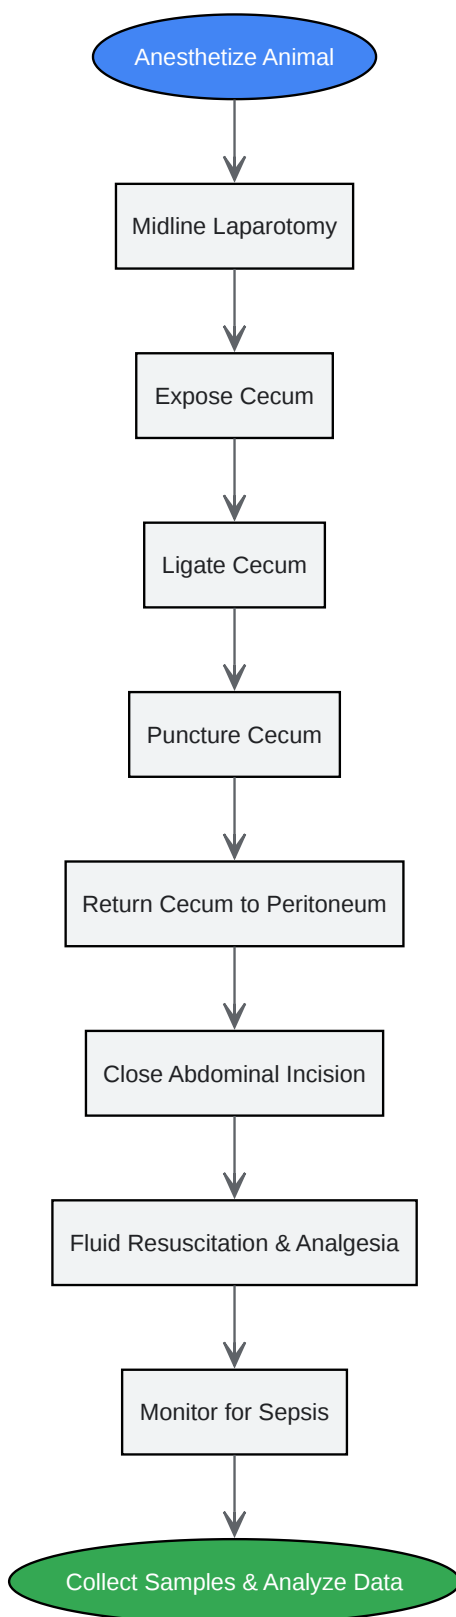 Anesthetize Animal
Midline Laparotomy
Expose Cecum
Ligate Cecum
Puncture Cecum
Return Cecum to Peritoneum
Close Abdominal Incision
Fluid Resuscitation & Analgesia
Monitor for Sepsis
Collect Samples & Analyze Data